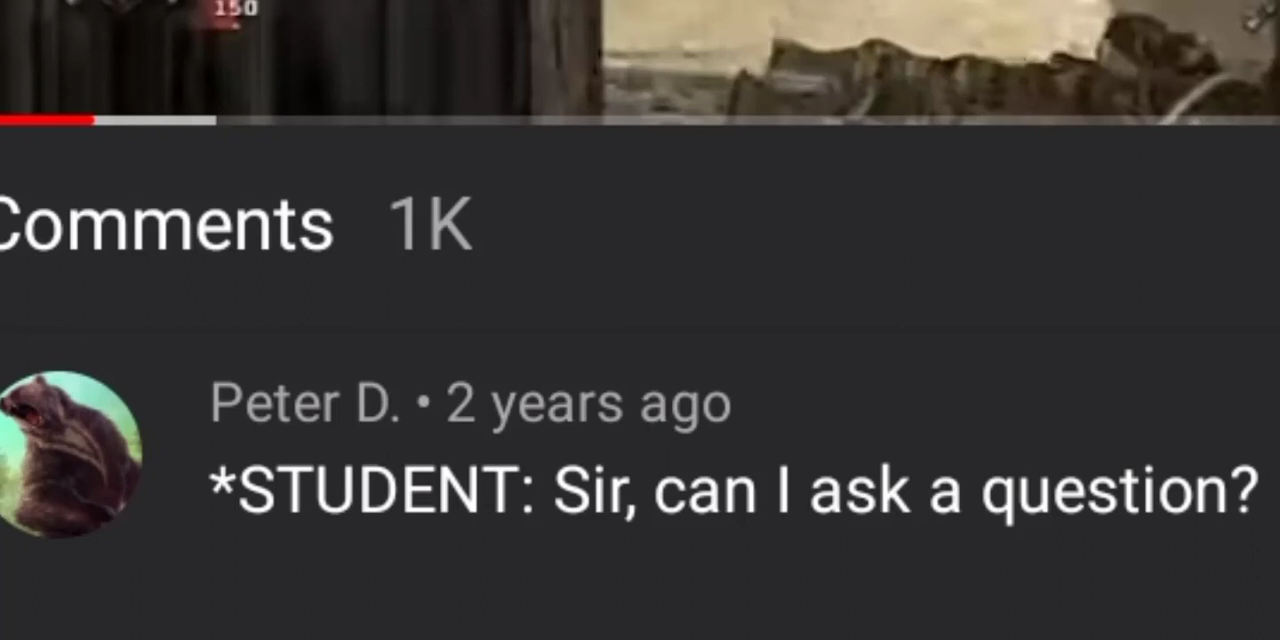 150
Comments 1K
Peter D. • 2 years ago
*STUDENT: Sir, can I ask a question?